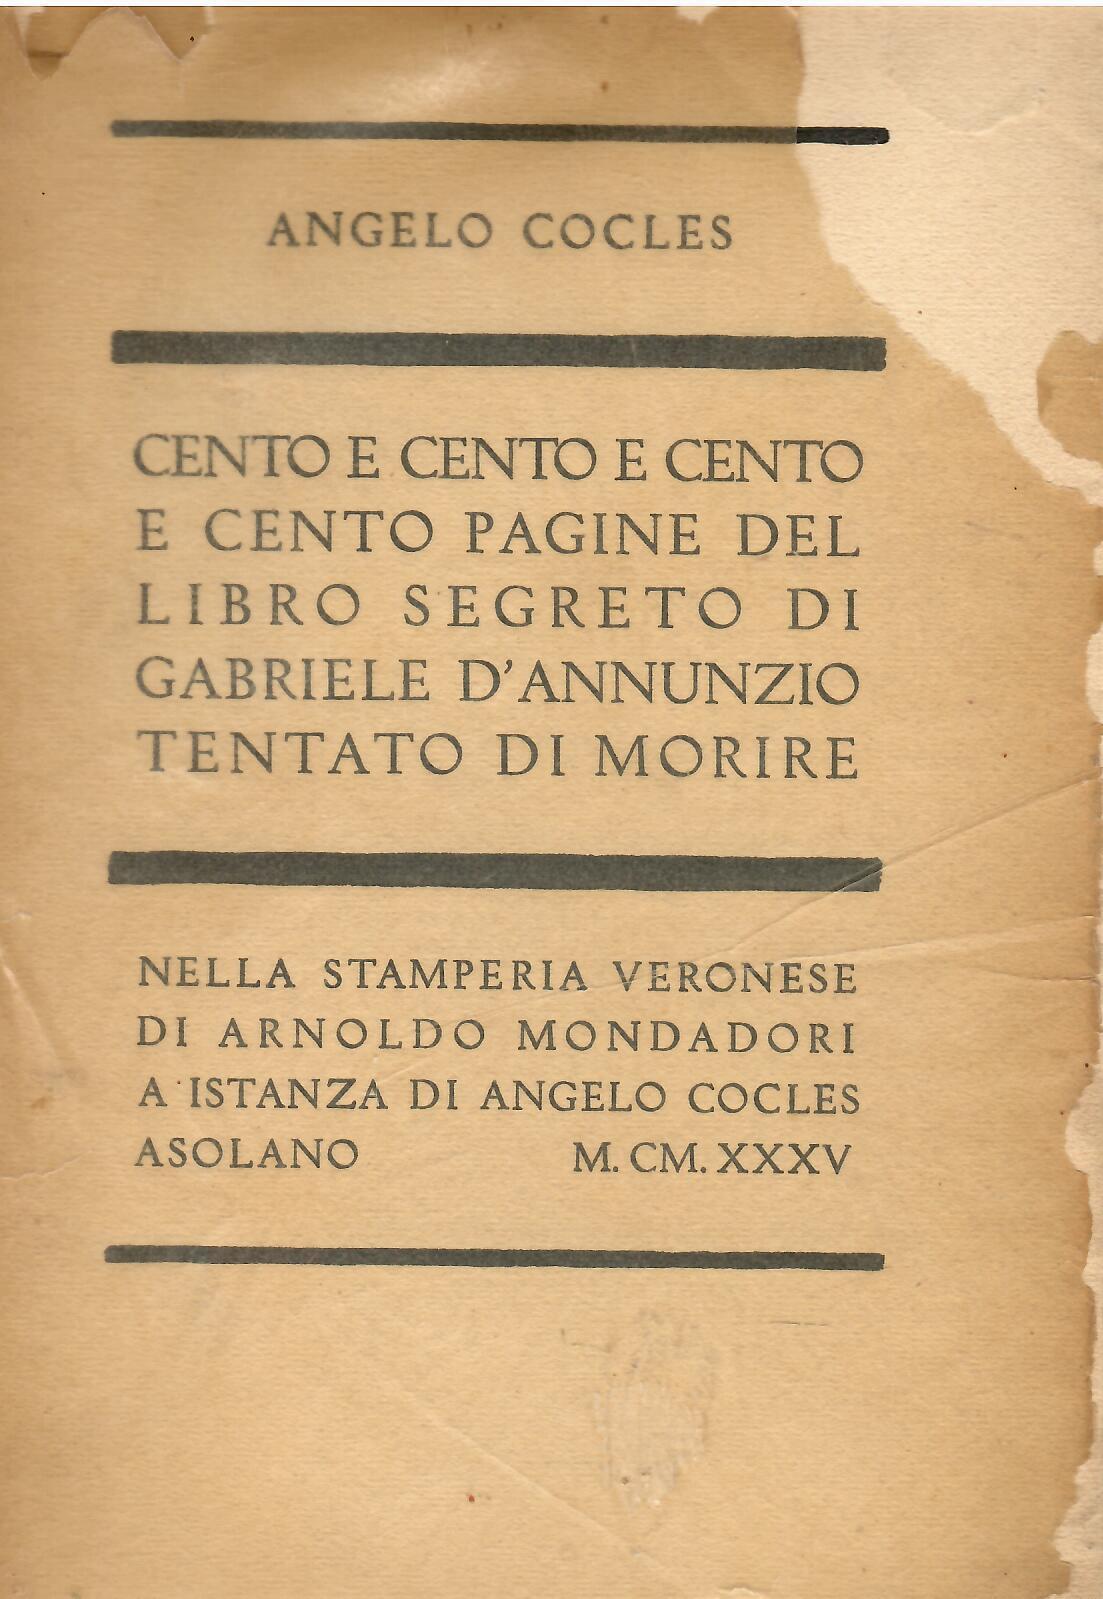 ANGELO COCLES
CENTO E CENTO E CENTO
E CENTO PAGINE DEL
LIBRO SEGRETO DI
GABRIELE D'ANNUNZIO
TENTATO DI MORIRE
NELLA STAMPERIA VERONESE
DI ARNOLDO MONDADORI
A ISTANZA DI ANGELO COCLES
ASOLANO M. CM. XXXV